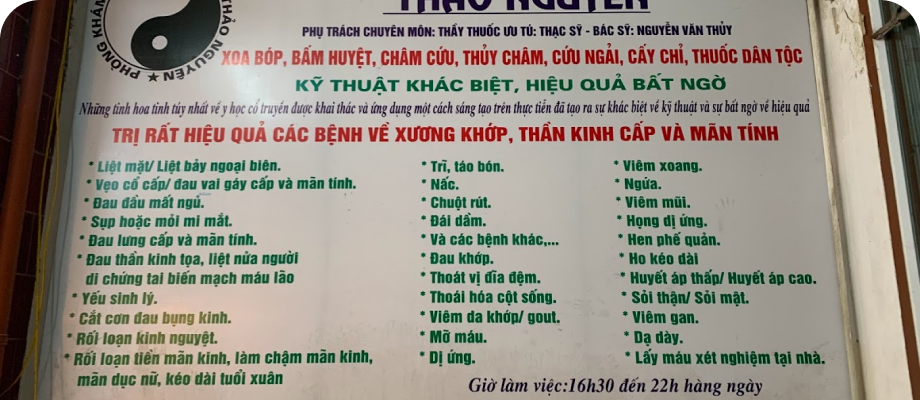 PHÒNG KHÁM
THẢO NGUYÊN
THẢO NGUYÊN
PHỤ TRÁCH CHUYÊN MÔN: THẦY THUỐC ƯU TÚ: THẠC SỸ - BÁC SỸ: NGUYỄN VĂN THỦY
XOA BÓP, BẤM HUYỆT, CHÂM CỨU, THỦY CHÂM, CỨU NGẢI, CẤY CHỈ, THUỐC DÂN TỘC
KỸ THUẬT KHÁC BIỆT, HIỆU QUẢ BẤT NGỜ
Những tinh hoa tinh túy nhất về y học cổ truyền được khai thác và ứng dụng một cách sáng tạo trên thực tiễn đã tạo ra sự khác biệt về kỹ thuật và sự bất ngờ về hiệu quả
TRỊ RẤT HIỆU QUẢ CÁC BỆNH VỀ XƯƠNG KHỚP, THẦN KINH CẤP VÀ MÃN TÍNH
* Liệt mặt/ Liệt bảy ngoại biên.
* Vẹo cổ cấp/ đau vai gáy cấp và mãn tính.
* Đau đầu mất ngủ.
* Sụp hoặc mỏi mi mắt.
* Đau lưng cấp và mãn tính.
* Đau thần kinh tọa, liệt nửa người
di chứng tai biến mạch máu lão
* Yếu sinh lý.
* Cắt cơn đau bụng kinh.
* Rối loạn kinh nguyệt.
* Rối loạn tiền mãn kinh, làm chậm mãn kinh,
mãn dục nữ, kéo dài tuổi xuân
* Trĩ, táo bón.
* Nấc.
* Chuột rút.
* Đái dầm.
* Và các bệnh khác,...
* Đau khớp.
* Thoát vị đĩa đệm.
* Thoái hóa cột sống.
* Viêm đa khớp/ gout.
* Mỡ máu.
* Dị ứng.
* Viêm xoang.
* Ngứa.
* Viêm mũi.
* Họng dị ứng.
* Hen phế quản.
* Ho kéo dài
* Huyết áp thấp/ Huyết áp cao.
* Sỏi thận/ Sỏi mật.
* Viêm gan.
* Dạ dày.
* Lấy máu xét nghiệm tại nhà.
Giờ làm việc:16h30 đến 22h hàng ngày